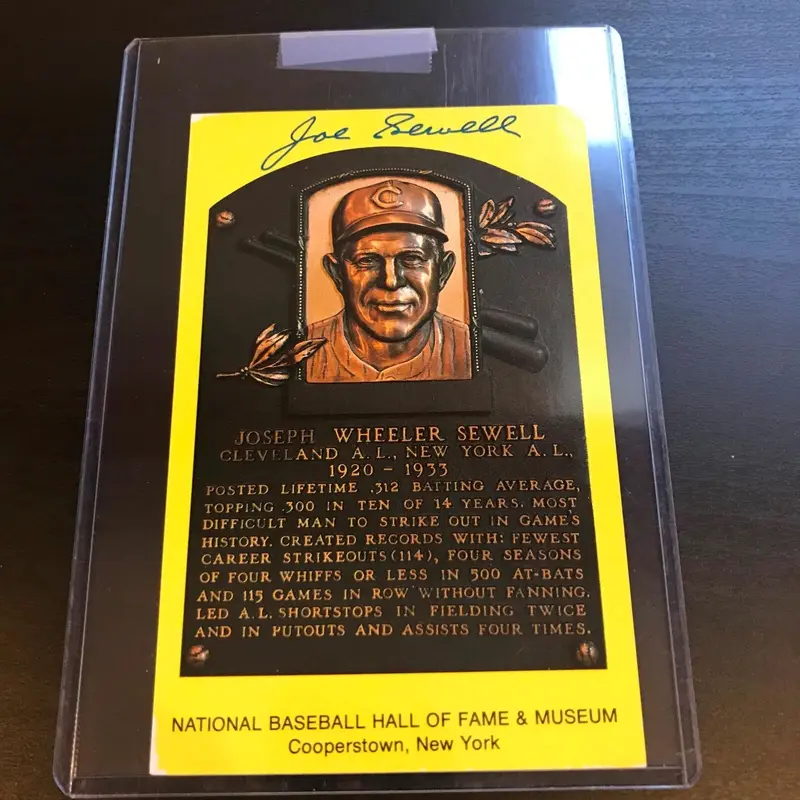 Joe Sewell
C
JOSEPH WHEELER SEWELL
CLEVELAND A.L., NEW YORK A.L.,
1920 - 1933
POSTED LIFETIME .312 BATTING AVERAGE,
TOPPING .300 IN TEN OF 14 YEARS. MOST
DIFFICULT MAN TO STRIKE OUT IN GAME'S
HISTORY. CREATED RECORDS WITH: FEWEST
CAREER STRIKEOUTS (114), FOUR SEASONS
OF FOUR WHIFFS OR LESS IN 500 AT-BATS
AND 115 GAMES IN ROW WITHOUT FANNING.
LED A.L. SHORTSTOPS IN FIELDING TWICE
AND IN PUTOUTS AND ASSISTS FOUR TIMES.
NATIONAL BASEBALL HALL OF FAME & MUSEUM
Cooperstown, New York